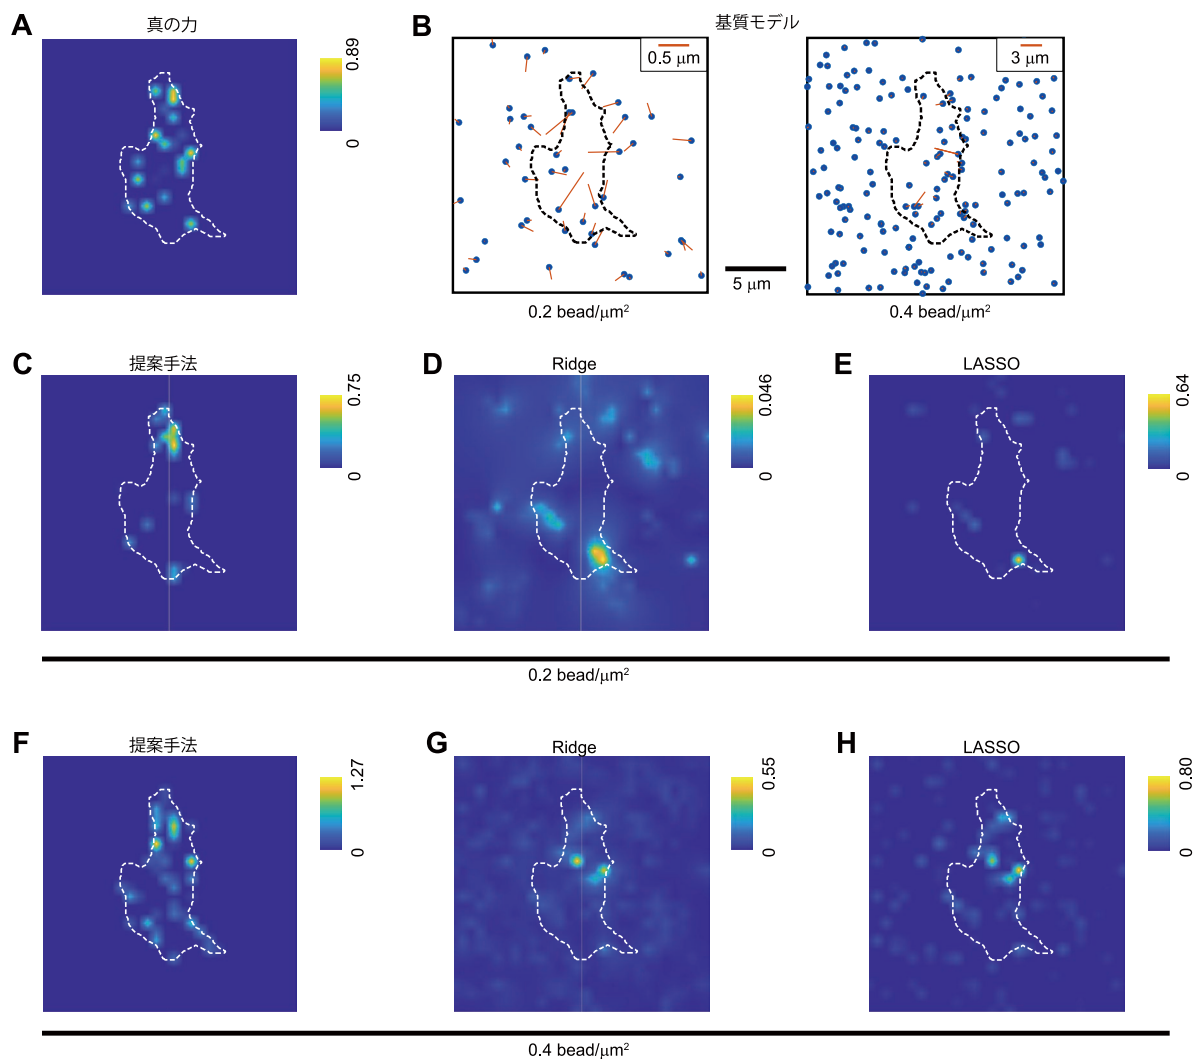 A
真の力
0.89
0
B
基質モデル
0.5 μm
3 μm
5 μm
0.2 bead/μm²
0.4 bead/μm²
C
提案手法
0.75
0
D
Ridge
0.046
0
E
LASSO
0.64
0
0.2 bead/μm²
F
提案手法
1.27
0
G
Ridge
0.55
0
H
LASSO
0.80
0
0.4 bead/μm²